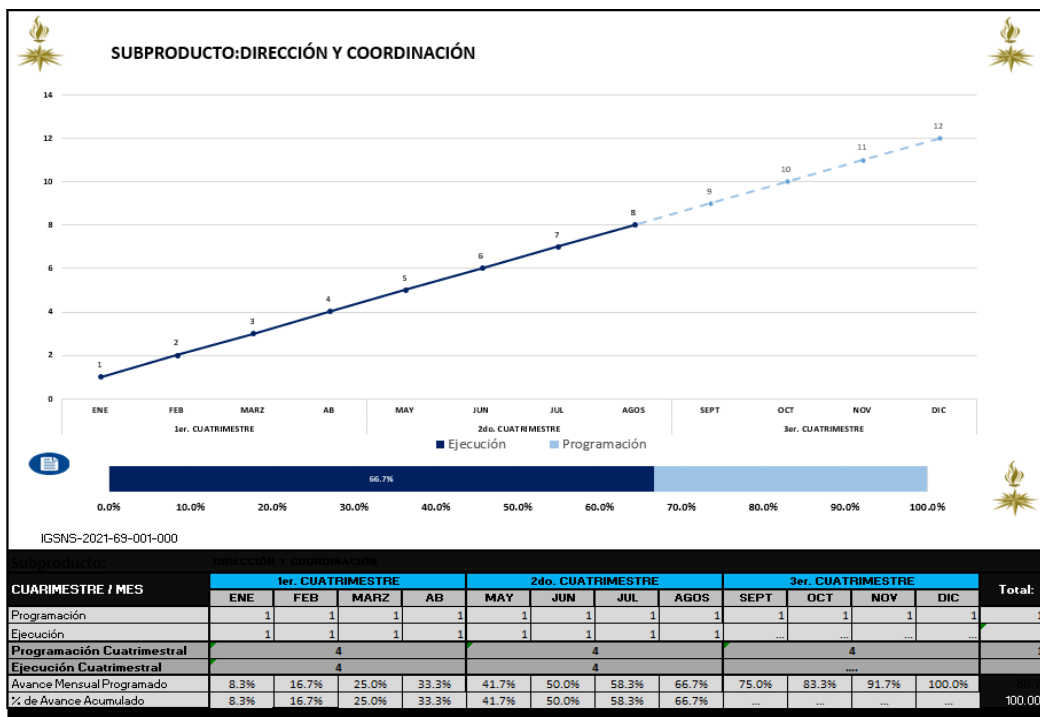 SUBPRODUCTO:DIRECCIÓN Y COORDINACIÓN
14
12
10
8
6
4
2
0
1 2 3 4 5 6 7 8 9 10 11 12
ENE FEB MARZ AB MAY JUN JUL AGOS SEPT OCT NOV DIC
1er. CUATRIMESTRE 2do. CUATRIMESTRE 3er. CUATRIMESTRE
Ejecución Programación
66.7%
0.0% 10.0% 20.0% 30.0% 40.0% 50.0% 60.0% 70.0% 80.0% 90.0% 100.0%
IGSNS-2021-69-001-000
Subproducto: DIRECCIÓN Y COORDINACIÓN
CUARIMESTRE / MES 1er. CUATRIMESTRE 2do. CUATRIMESTRE 3er. CUATRIMESTRE Total:
ENE FEB MARZ AB MAY JUN JUL AGOS SEPT OCT NOV DIC
Programación 1 1 1 1 1 1 1 1 1 1 1 1
Ejecución 1 1 1 1 1 1 1 1 ... ... ... ...
Programación Cuatrimestral 4 4 4
Ejecución Cuatrimestral 4 4 ....
Avance Mensual Programado 8.3% 16.7% 25.0% 33.3% 41.7% 50.0% 58.3% 66.7% 75.0% 83.3% 91.7% 100.0%
% de Avance Acumulado 8.3% 16.7% 25.0% 33.3% 41.7% 50.0% 58.3% 66.7% ... ... ... ... 100.00